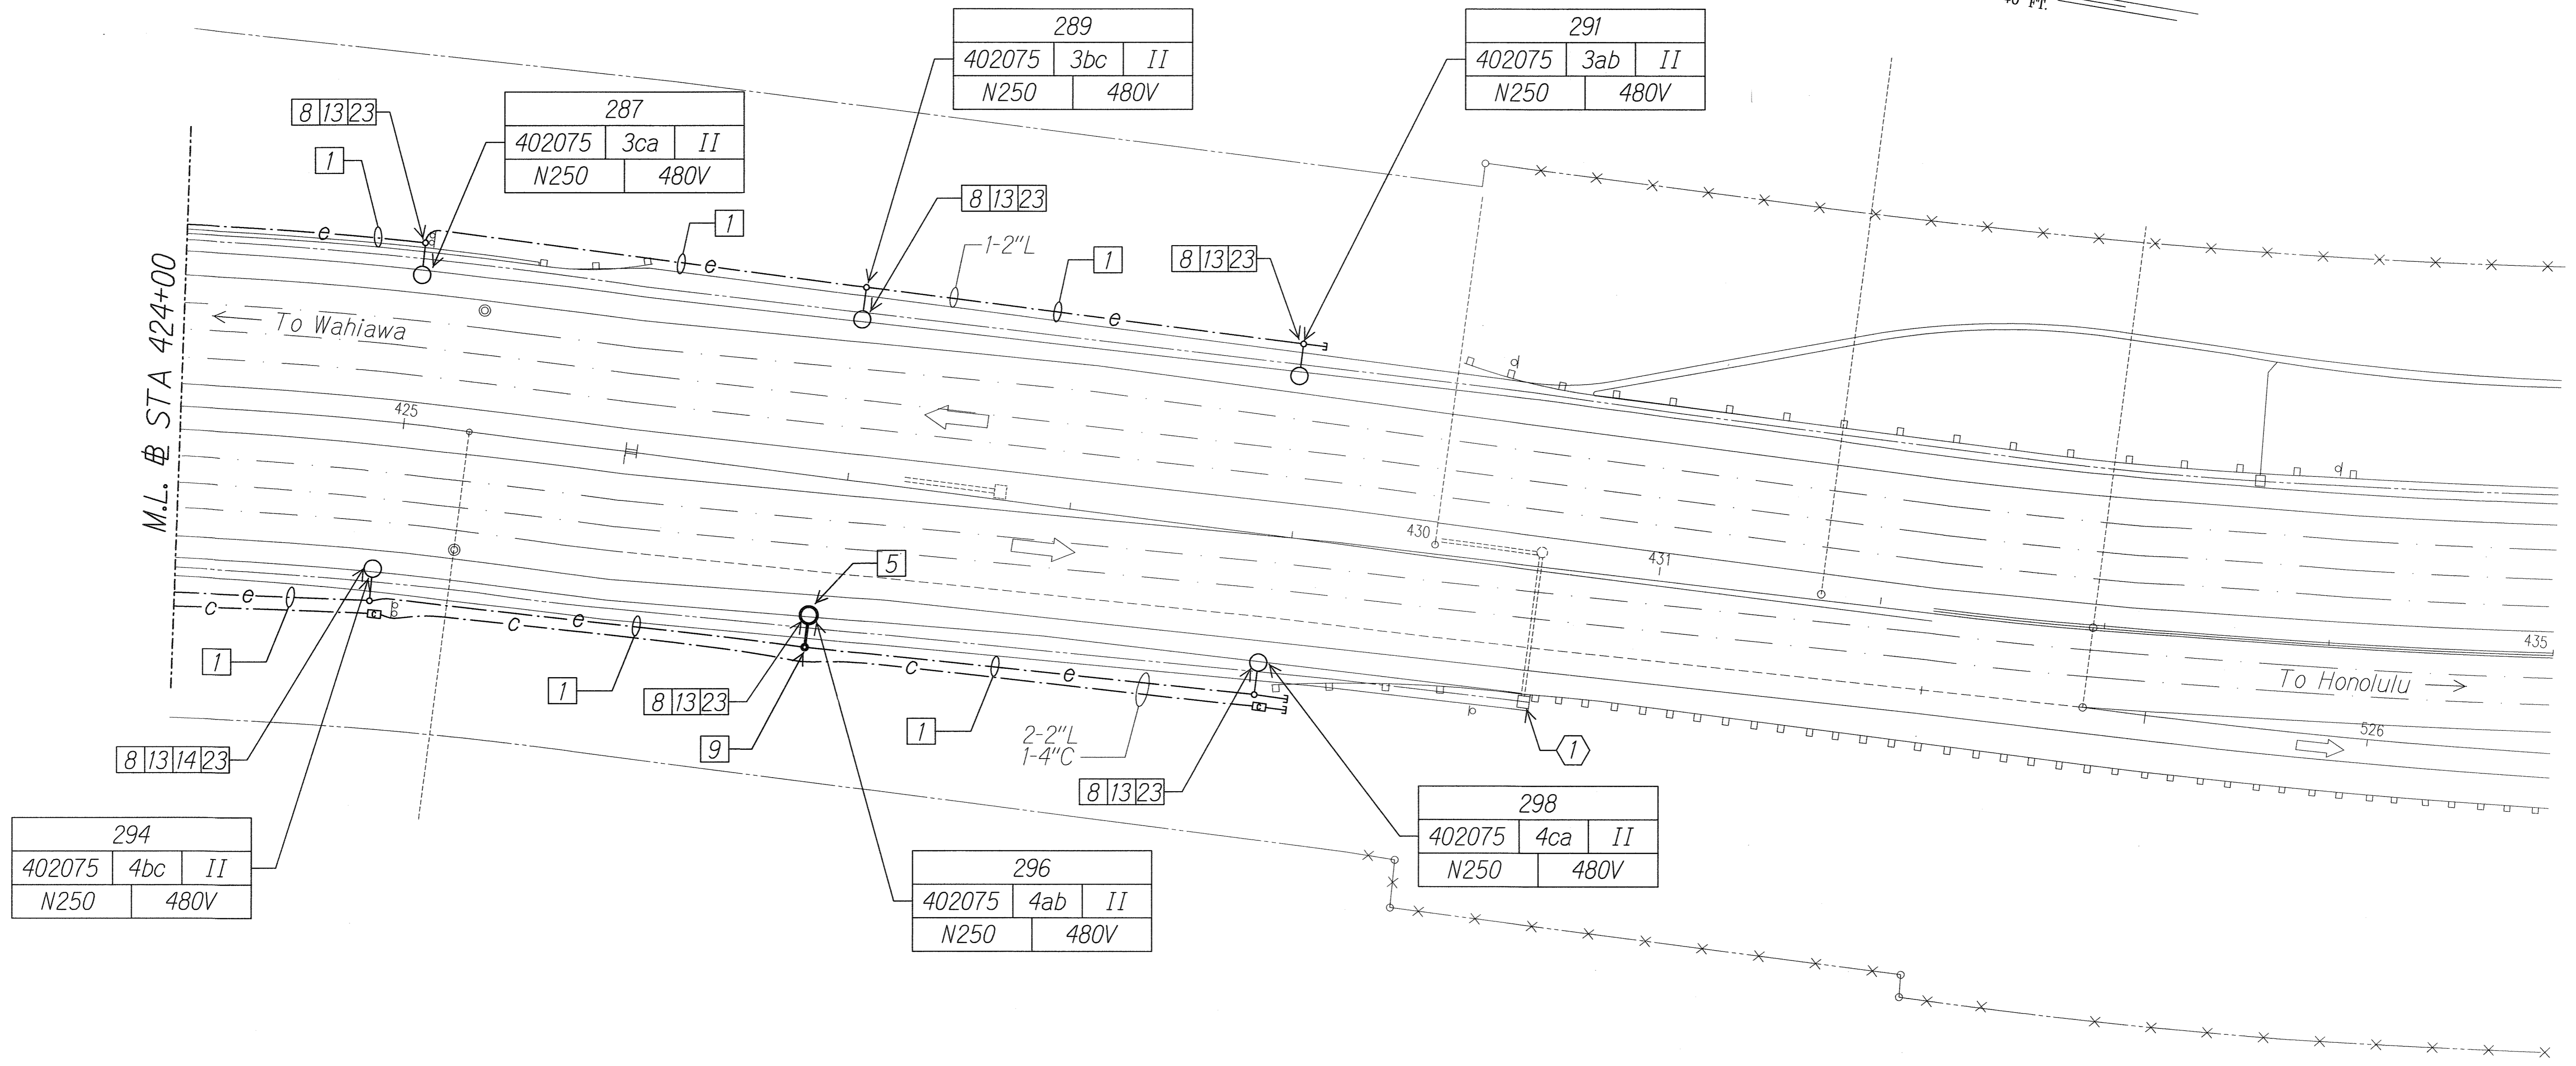 40 FT.
289
402075 3bc II
N250 480V
291
402075 3ab II
N250 480V
287
402075 3ca II
N250 480V
8 13 23
1
8 13 23
1
e
e
1-2"L
1
8 13 23
e
To Wahiawa
M.L. B STA 424+00
425
430
431
435
5
e
c
e
c
1
1
8 13 23
c
e
1
9
2-2"L
1-4"C
To Honolulu
526
1
8 13 14 23
8 13 23
c
c
298
402075 4ca II
N250 480V
294
402075 4bc II
N250 480V
296
402075 4ab II
N250 480V